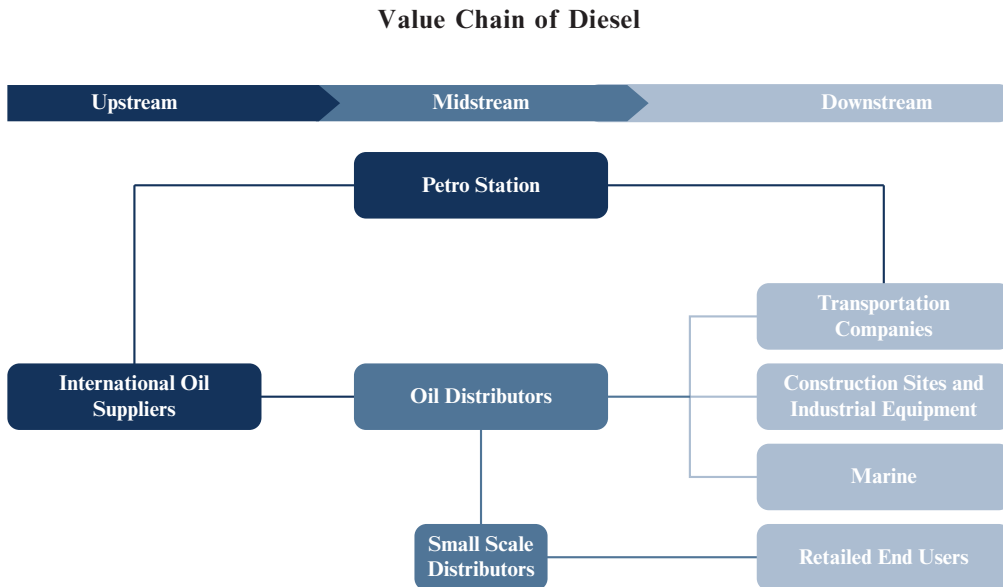 Value Chain of Diesel
Upstream
Midstream
Downstream
Petro Station
Transportation
Companies
International Oil
Suppliers
Oil Distributors
Construction Sites and
Industrial Equipment
Marine
Small Scale
Distributors
Retailed End Users